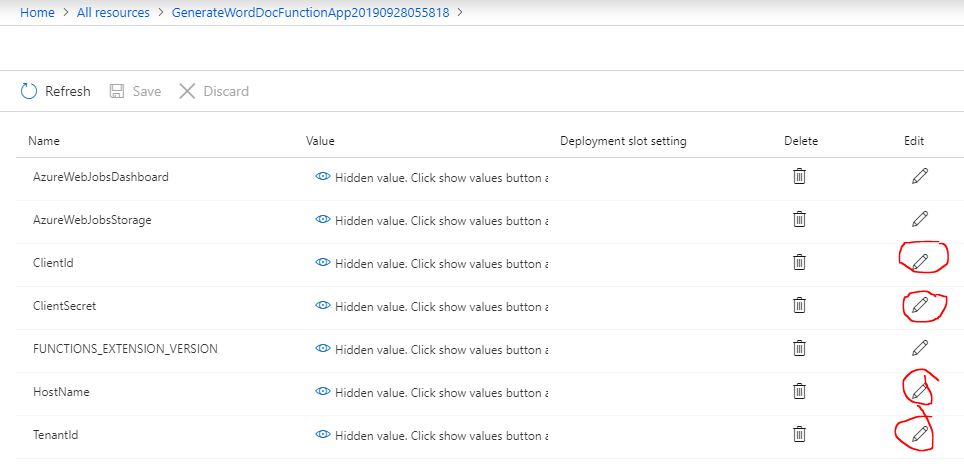 Home > All resources > GenerateWordDocFunctionApp20190928055818 >
Refresh Save Discard
Name Value Deployment slot setting Delete Edit
AzureWebJobsDashboard Hidden value. Click show values button a
AzureWebJobsStorage Hidden value. Click show values button a
ClientId Hidden value. Click show values button a
ClientSecret Hidden value. Click show values button a
FUNCTIONS_EXTENSION_VERSION Hidden value. Click show values button a
HostName Hidden value. Click show values button a
TenantId Hidden value. Click show values button a